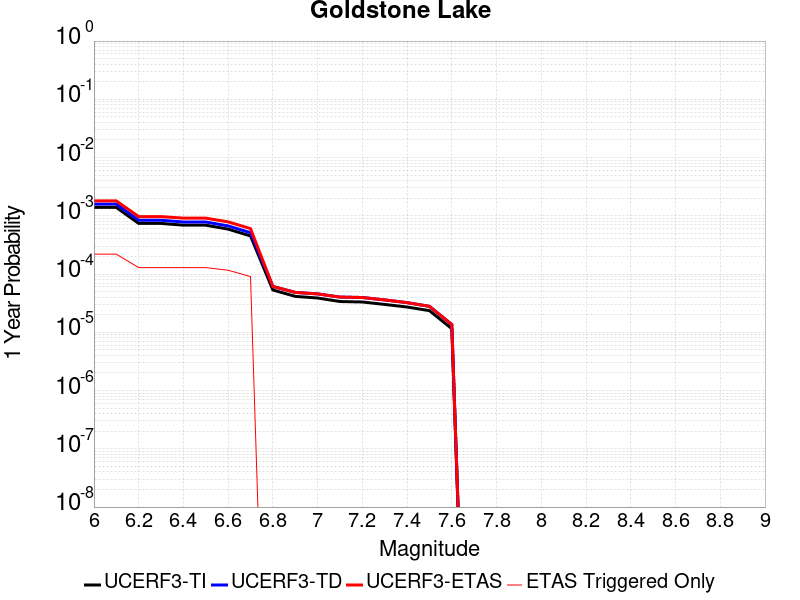 Goldstone Lake
1 Year Probability
10^0
10^-1
10^-2
10^-3
10^-4
10^-5
10^-6
10^-7
10^-8
6 6.2 6.4 6.6 6.8 7 7.2 7.4 7.6 7.8 8 8.2 8.4 8.6 8.8 9
Magnitude
UCERF3-TI UCERF3-TD UCERF3-ETAS ETAS Triggered Only